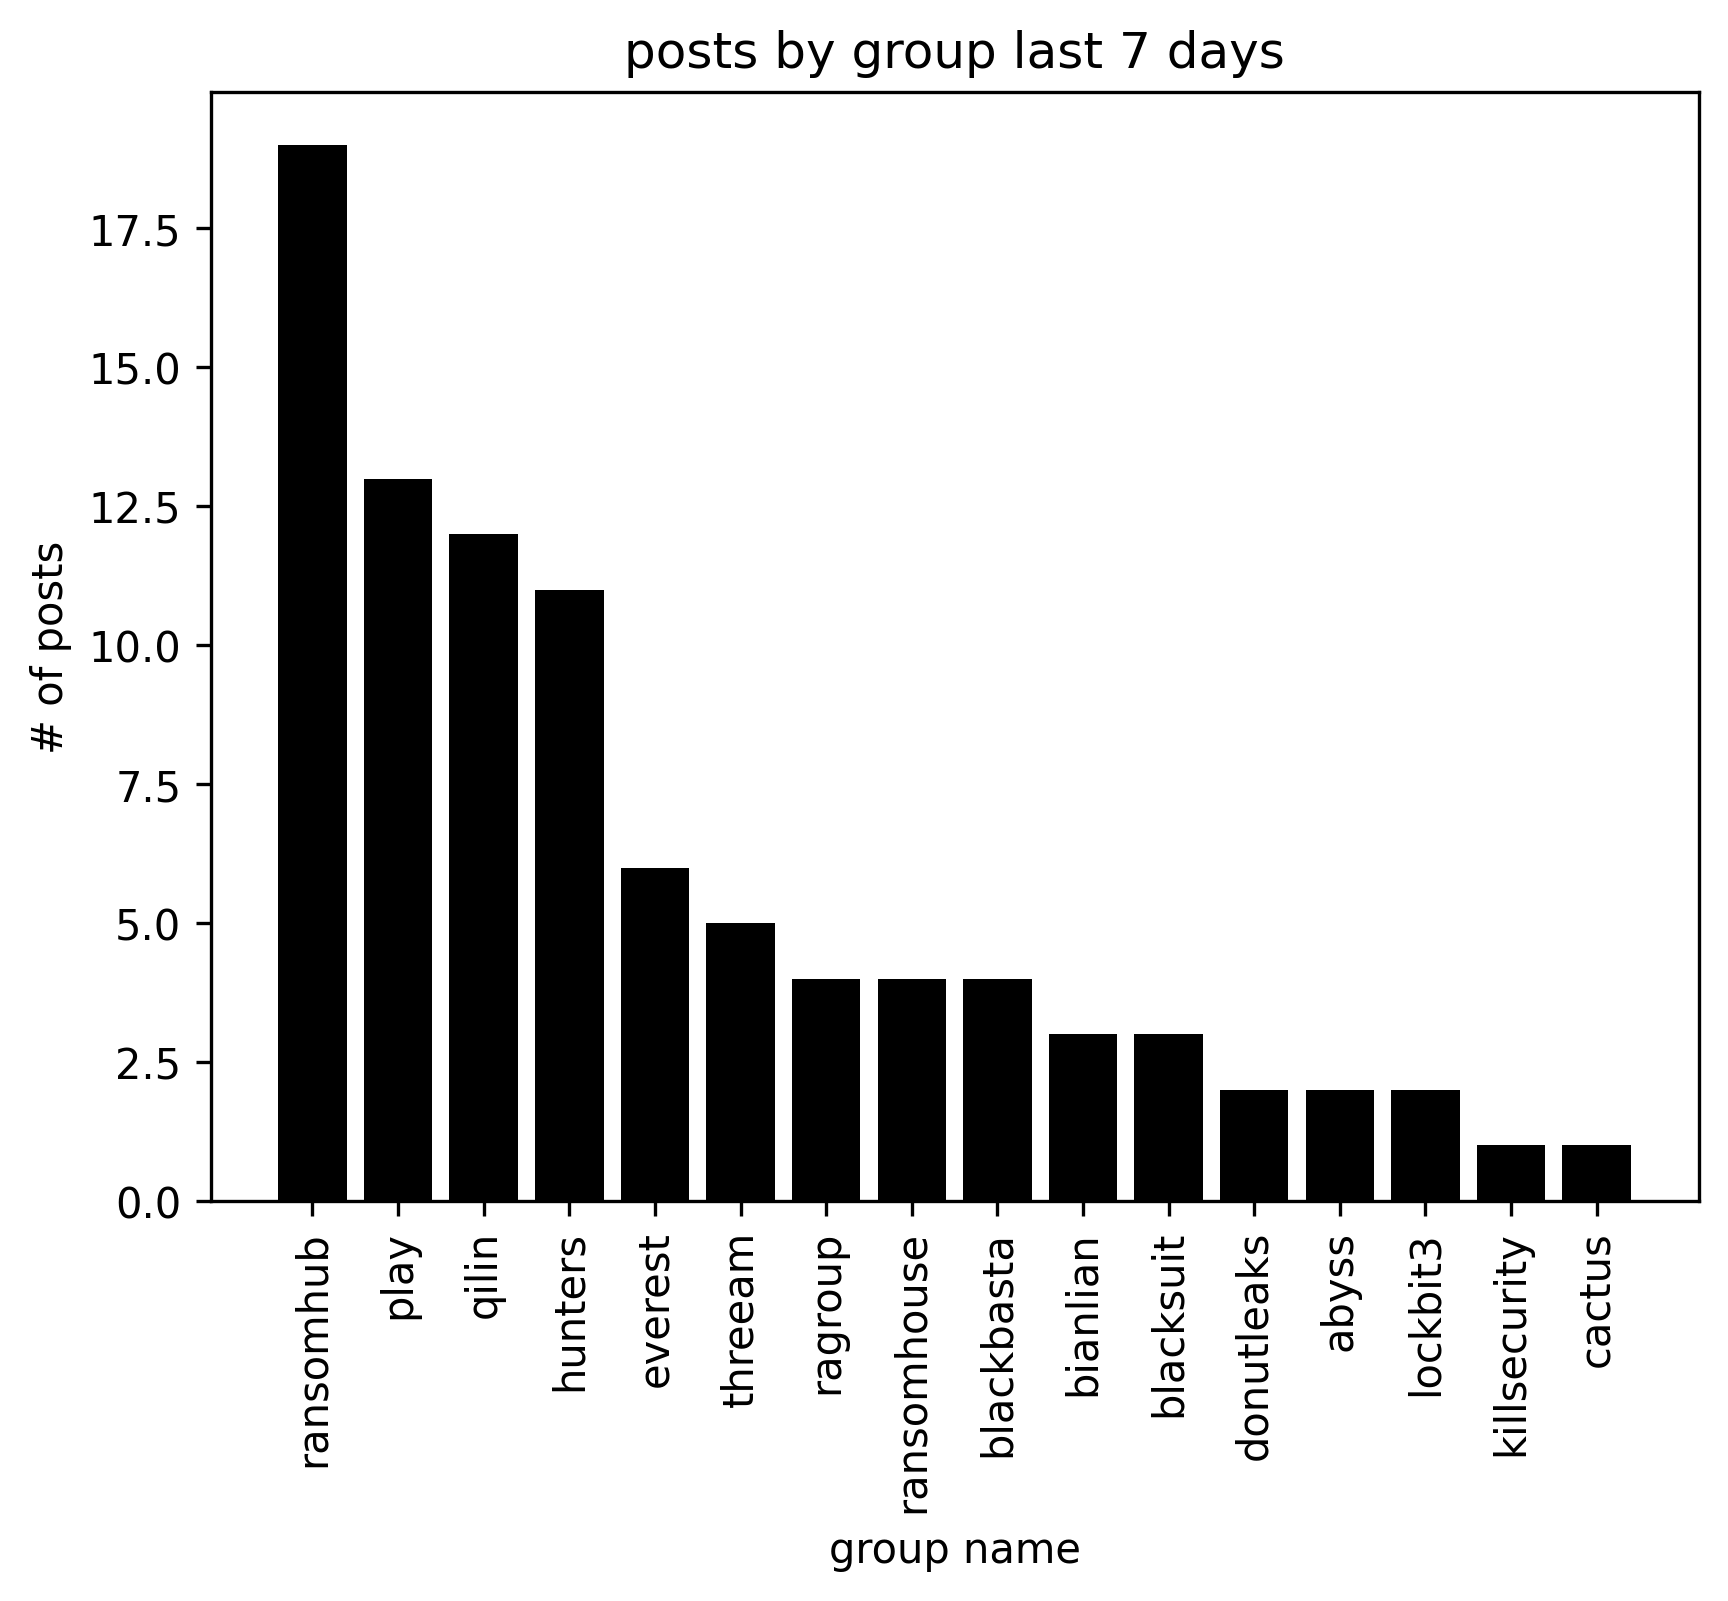 posts by group last 7 days
# of posts
17.5
15.0
12.5
10.0
7.5
5.0
2.5
0.0
ransomhub
play
qilin
hunters
everest
threeam
ragroup
ransomhouse
blackbasta
bianlian
blacksuit
donutleaks
abyss
lockbit3
killsecurity
cactus
group name